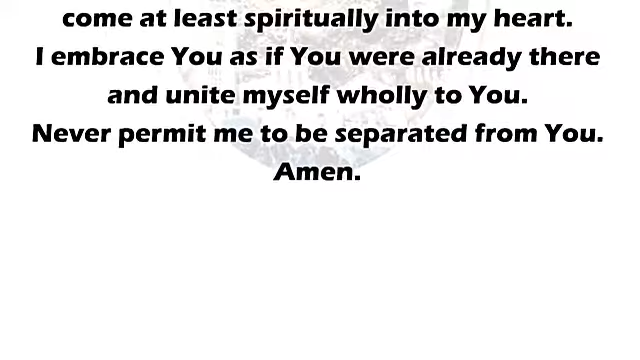 come at least spiritually into my heart.
I embrace You as if You were already there
and unite myself wholly to You.
Never permit me to be separated from You.
Amen.